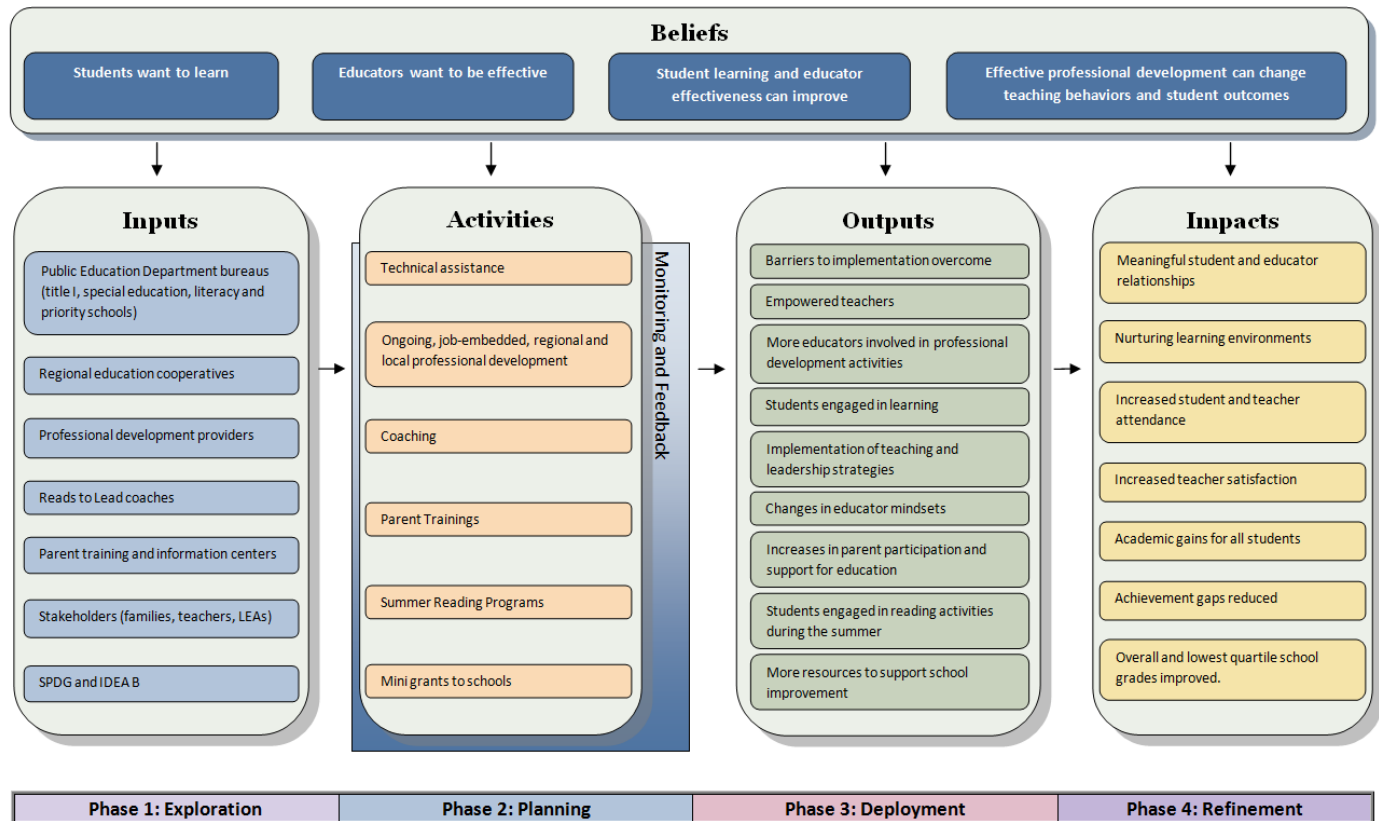 Beliefs
Students want to learn
Educators want to be effective
Student learning and educator
effectiveness can improve
Effective professional development can change
teaching behaviors and student outcomes
Inputs
Public Education Department bureaus
(title I, special education, literacy and
priority schools)
Regional education cooperatives
Professional development providers
Reads to Lead coaches
Parent training and information centers
Stakeholders (families, teachers, LEAs)
SPDG and IDEA B
Activities
Technical assistance
Ongoing, job-embedded, regional and
local professional development
Coaching
Parent Trainings
Summer Reading Programs
Mini grants to schools
Monitoring and Feedback
Outputs
Barriers to implementation overcome
Empowered teachers
More educators involved in professional
development activities
Students engaged in learning
Implementation of teaching and
leadership strategies
Changes in educator mindsets
Increases in parent participation and
support for education
Students engaged in reading activities
during the summer
More resources to support school
improvement
Impacts
Meaningful student and educator
relationships
Nurturing learning environments
Increased student and teacher
attendance
Increased teacher satisfaction
Academic gains for all students
Achievement gaps reduced
Overall and lowest quartile school
grades improved.
Phase 1: Exploration
Phase 2: Planning
Phase 3: Deployment
Phase 4: Refinement